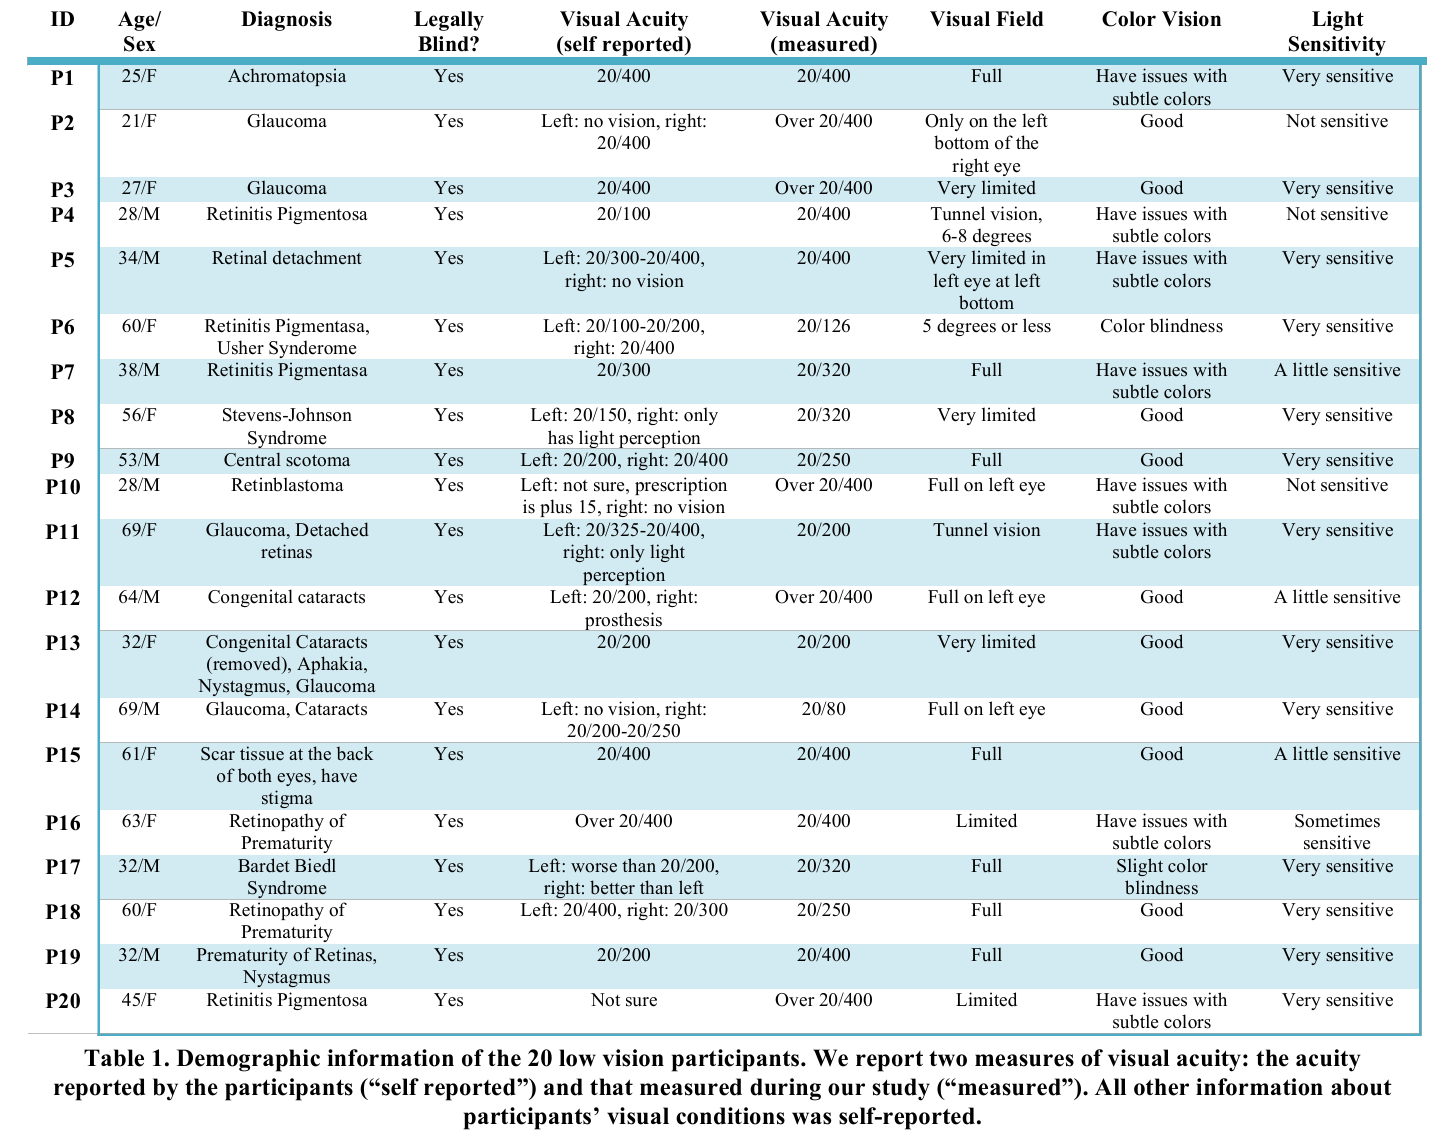 ID Age/ Diagnosis Legally Visual Acuity Visual Acuity Visual Field Color Vision Light
Sex Blind? (self reported) (measured) Sensitivity
P1 25/F Achromatopsia Yes 20/400 20/400 Full Have issues with Very sensitive
subtle colors
P2 21/F Glaucoma Yes Left: no vision, right: Over 20/400 Only on the left Good Not sensitive
20/400 bottom of the
right eye
P3 27/F Glaucoma Yes 20/400 Over 20/400 Very limited Good Very sensitive
P4 28/M Retinitis Pigmentosa Yes 20/100 20/400 Tunnel vision, Have issues with Not sensitive
6-8 degrees subtle colors
P5 34/M Retinal detachment Yes Left: 20/300-20/400, 20/400 Very limited in Have issues with Very sensitive
right: no vision left eye at left subtle colors
bottom
P6 60/F Retinitis Pigmentasa, Yes Left: 20/100-20/200, 20/126 5 degrees or less Color blindness Very sensitive
Usher Synderome right: 20/400
P7 38/M Retinitis Pigmentasa Yes 20/300 20/320 Full Have issues with A little sensitive
subtle colors
P8 56/F Stevens-Johnson Yes Left: 20/150, right: only 20/320 Very limited Good Very sensitive
Syndrome has light perception
P9 53/M Central scotoma Yes Left: 20/200, right: 20/400 20/250 Full Good Very sensitive
P10 28/M Retinblastoma Yes Left: not sure, prescription Over 20/400 Full on left eye Have issues with Not sensitive
is plus 15, right: no vision subtle colors
P11 69/F Glaucoma, Detached Yes Left: 20/325-20/400, 20/200 Tunnel vision Have issues with Very sensitive
retinas right: only light subtle colors
perception
P12 64/M Congenital cataracts Yes Left: 20/200, right: Over 20/400 Full on left eye Good A little sensitive
prosthesis
P13 32/F Congenital Cataracts Yes 20/200 20/200 Very limited Good Very sensitive
(removed), Aphakia,
Nystagmus, Glaucoma
P14 69/M Glaucoma, Cataracts Yes Left: no vision, right: 20/80 Full on left eye Good Very sensitive
20/200-20/250
P15 61/F Scar tissue at the back Yes 20/400 20/400 Full Good A little sensitive
of both eyes, have
stigma
P16 63/F Retinopathy of Yes Over 20/400 20/400 Limited Have issues with Sometimes
Prematurity subtle colors sensitive
P17 32/M Bardet Biedl Yes Left: worse than 20/200, 20/320 Full Slight color Very sensitive
Syndrome right: better than left blindness
P18 60/F Retinopathy of Yes Left: 20/400, right: 20/300 20/250 Full Good Very sensitive
Prematurity
P19 32/M Prematurity of Retinas, Yes 20/200 20/400 Full Good Very sensitive
Nystagmus
P20 45/F Retinitis Pigmentosa Yes Not sure Over 20/400 Limited Have issues with Very sensitive
subtle colors
Table 1. Demographic information of the 20 low vision participants. We report two measures of visual acuity: the acuity
reported by the participants (“self reported”) and that measured during our study (“measured”). All other information about
participants’ visual conditions was self-reported.